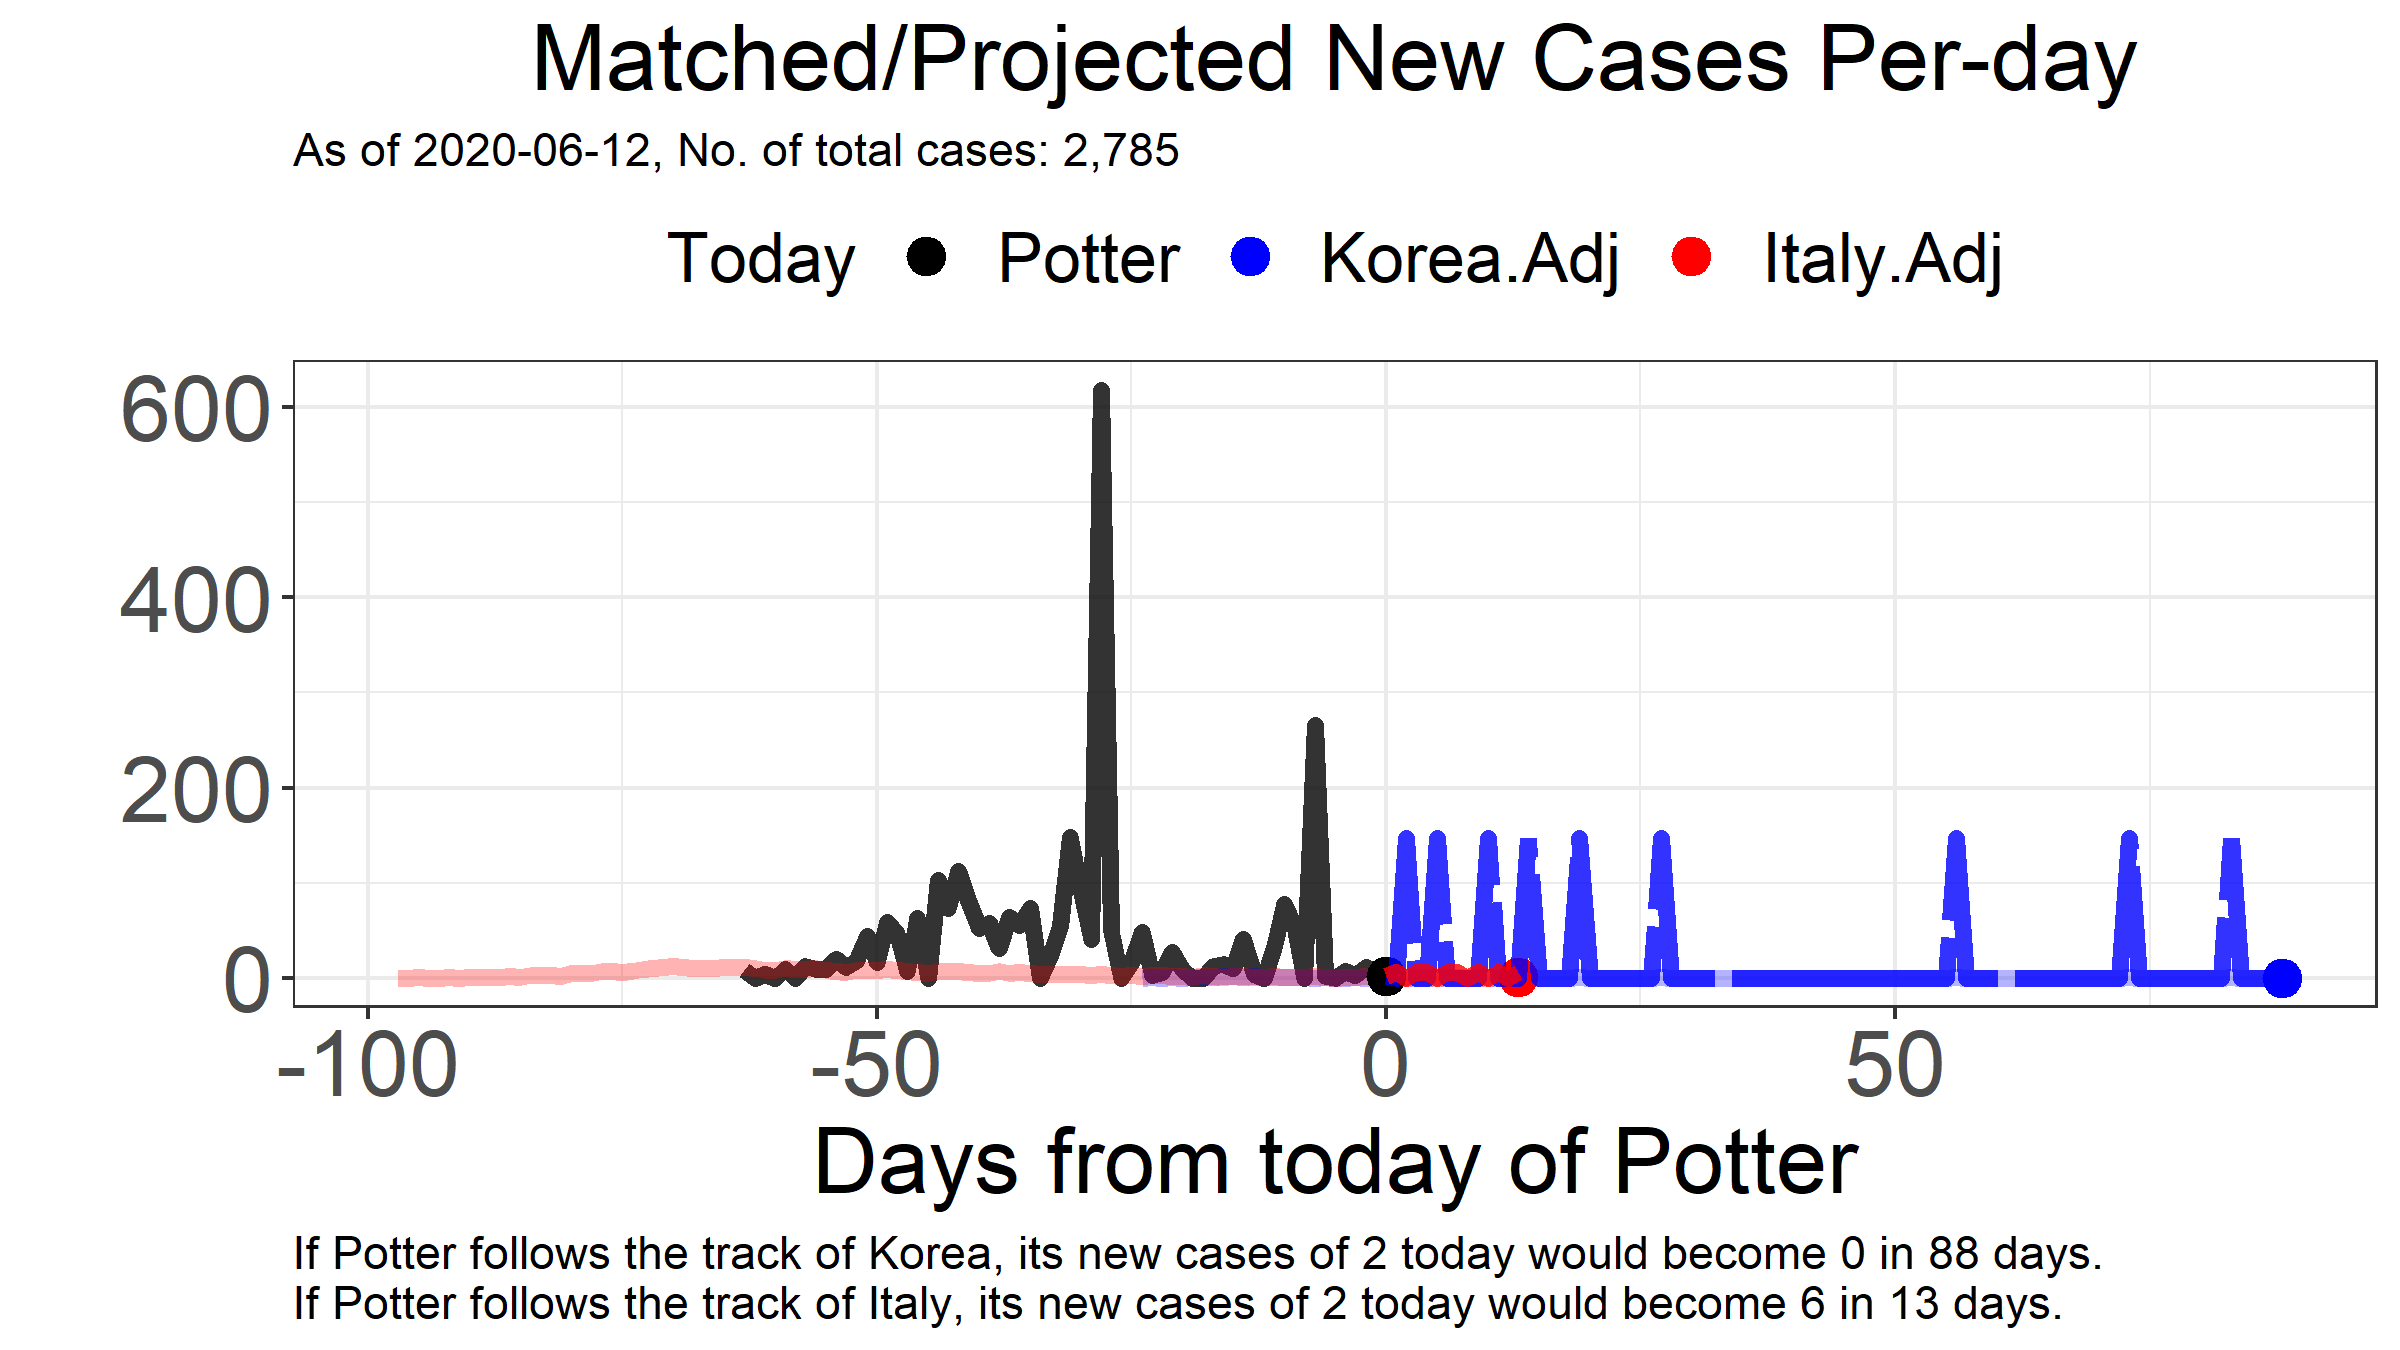 Matched/Projected New Cases Per-day
As of 2020-06-12, No. of total cases: 2,785
Today Potter Korea.Adj Italy.Adj
600
400
200
0
-100 -50 0 50
Days from today of Potter
If Potter follows the track of Korea, its new cases of 2 today would become 0 in 88 days.
If Potter follows the track of Italy, its new cases of 2 today would become 6 in 13 days.